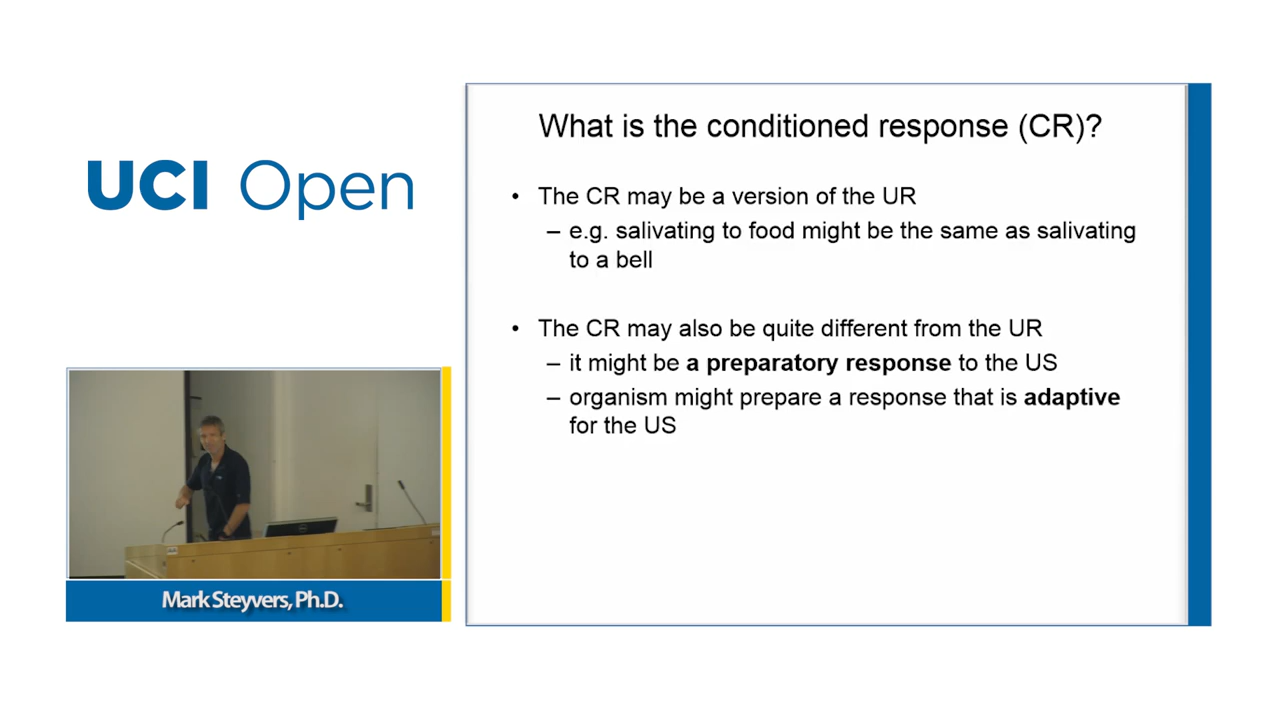 UCI Open
What is the conditioned response (CR)?
• The CR may be a version of the UR
– e.g. salivating to food might be the same as salivating
to a bell
• The CR may also be quite different from the UR
– it might be a preparatory response to the US
– organism might prepare a response that is adaptive
for the US
Mark Steyvers, Ph.D.